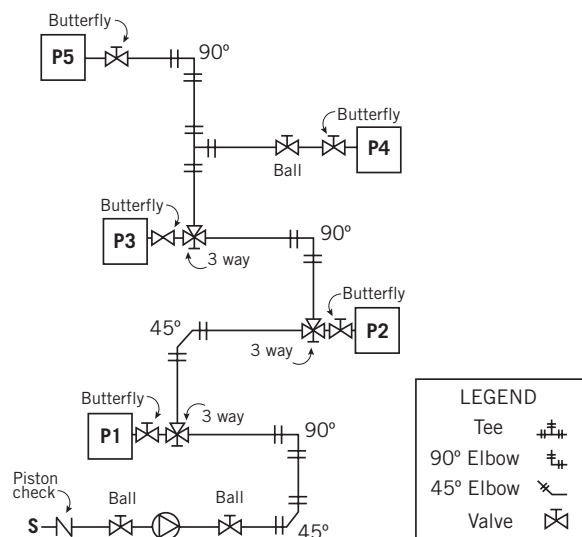 Butterfly
P5
90º
Butterfly
P4
Ball
Butterfly
P3
90º
3 way
Butterfly
45º
P2
3 way
Butterfly
3 way
P1
90º
Piston
check
Ball
Ball
S
45º
LEGEND
Tee
90º Elbow
45º Elbow
Valve